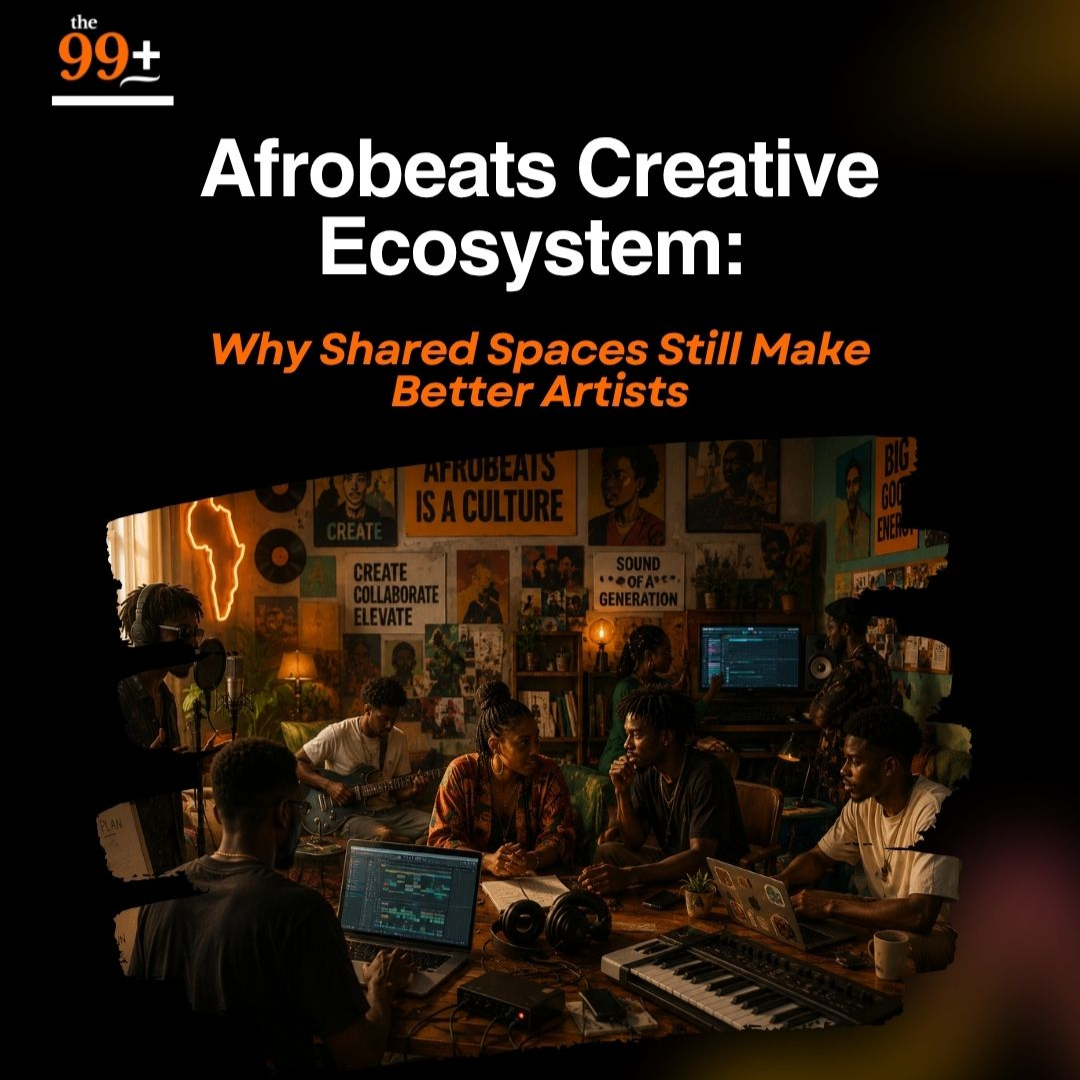 the
99+
Afrobeats Creative
Ecosystem:
Why Shared Spaces Still Make
Better Artists
AFROBEATS
IS A CULTURE
BIG
ENERGY
CREATE
CREATE
COLLABORATE
ELEVATE
SOUND
OF A
GENERATION
PLAN